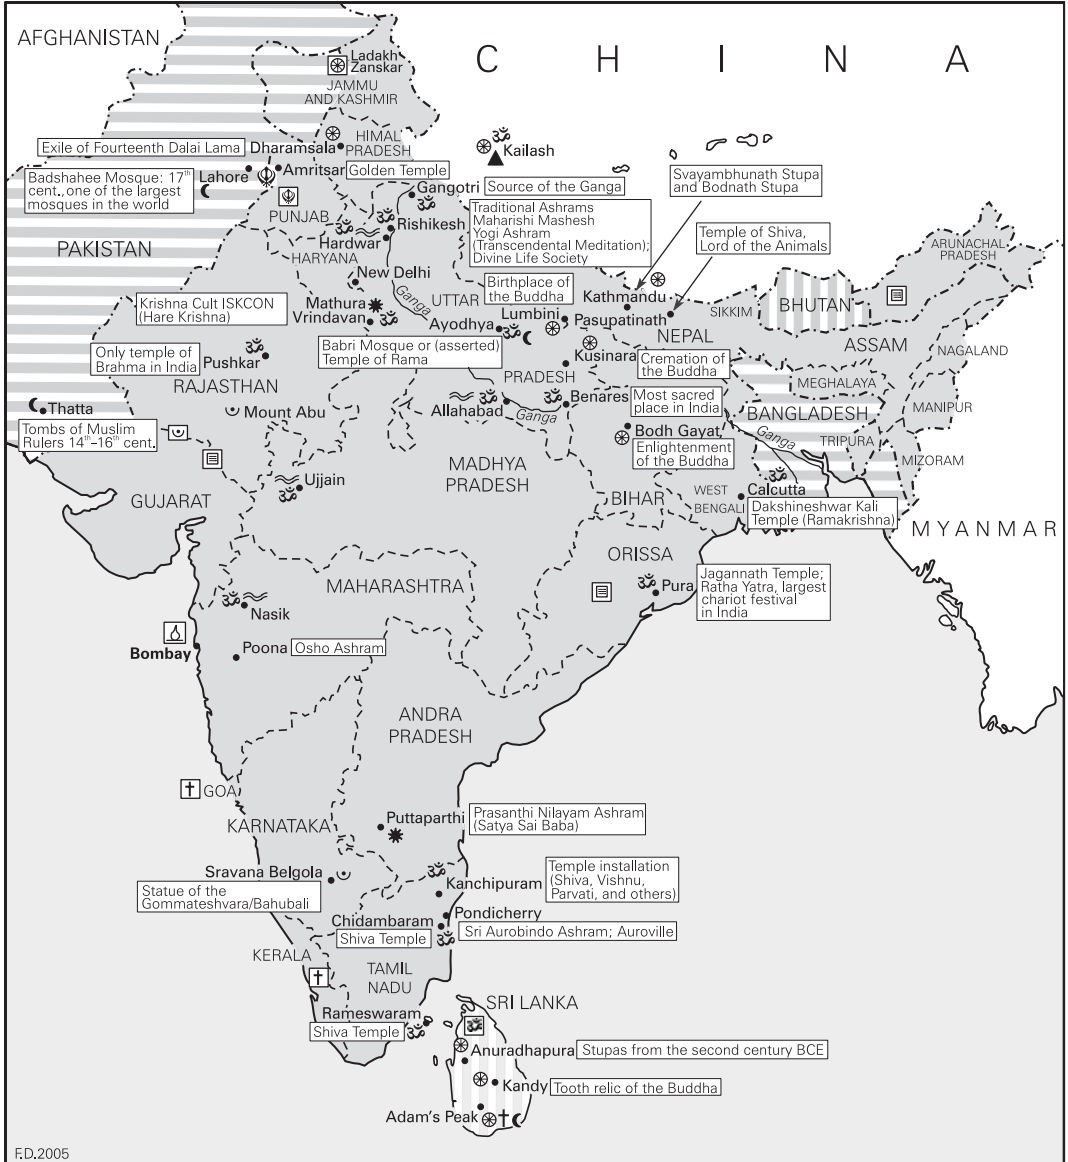 AFGHANISTAN
C H I N A
Ladakh
Zanskar
JAMMU
AND KASHMIR
Exile of Fourteenth Dalai Lama
Dharamsala
HIMAL
PRADESH
Kailash
Badshahee Mosque: 17th
cent., one of the largest
mosques in the world
Lahore
Amritsar
Golden Temple
Gangotri
Source of the Ganga
Svayambhunath Stupa
and Bodnath Stupa
PUNJAB
Rishikesh
Traditional Ashrams
Maharishi Mashesh
Yogi Ashram
(Transcendental Meditation);
Divine Life Society
Temple of Shiva,
Lord of the Animals
PAKISTAN
Hardwar
HARYANA
ARUNACHAL
PRADESH
New Delhi
Ganga
Birthplace of
the Buddha
Krishna Cult ISKCON
(Hare Krishna)
Mathura
Vrindavan
UTTAR
Kathmandu
Lumbini
Pasupatinath
NEPAL
SIKKIM
BHUTAN
Ayodhya
ASSAM
NAGALAND
Only temple of
Brahma in India
Pushkar
Babri Mosque or (asserted)
Temple of Rama
Kusinara
Cremation of
the Buddha
RAJASTHAN
PRADESH
MEGHALAYA
Thatta
Mount Abu
Allahabad
Ganga
Benares
Most sacred
place in India
BANGLADESH
MANIPUR
Tombs of Muslim
Rulers 14th–16th cent.
Bodh Gayat
Enlightenment
of the Buddha
Ganga
TRIPURA
MIZORAM
MADHYA
PRADESH
Ujjain
GUJARAT
BIHAR
WEST
BENGALI
Calcutta
Dakshineshwar Kali
Temple (Ramakrishna)
MYANMAR
ORISSA
MAHARASHTRA
Pura
Jagannath Temple;
Ratha Yatra, largest
chariot festival
in India
Nasik
Bombay
Poona
Osho Ashram
ANDRA
PRADESH
GOA
KARNATAKA
Puttaparthi
Prasanthi Nilayam Ashram
(Satya Sai Baba)
Sravana Belgola
Statue of the
Gommateshvara/Bahubali
Kanchipuram
Temple installation
(Shiva, Vishnu,
Parvati, and others)
Pondicherry
Chidambaram
Shiva Temple
Sri Aurobindo Ashram; Auroville
KERALA
TAMIL
NADU
SRI LANKA
Rameswaram
Shiva Temple
Anuradhapura
Stupas from the second century BCE
Kandy
Tooth relic of the Buddha
Adam's Peak
F.D.2005